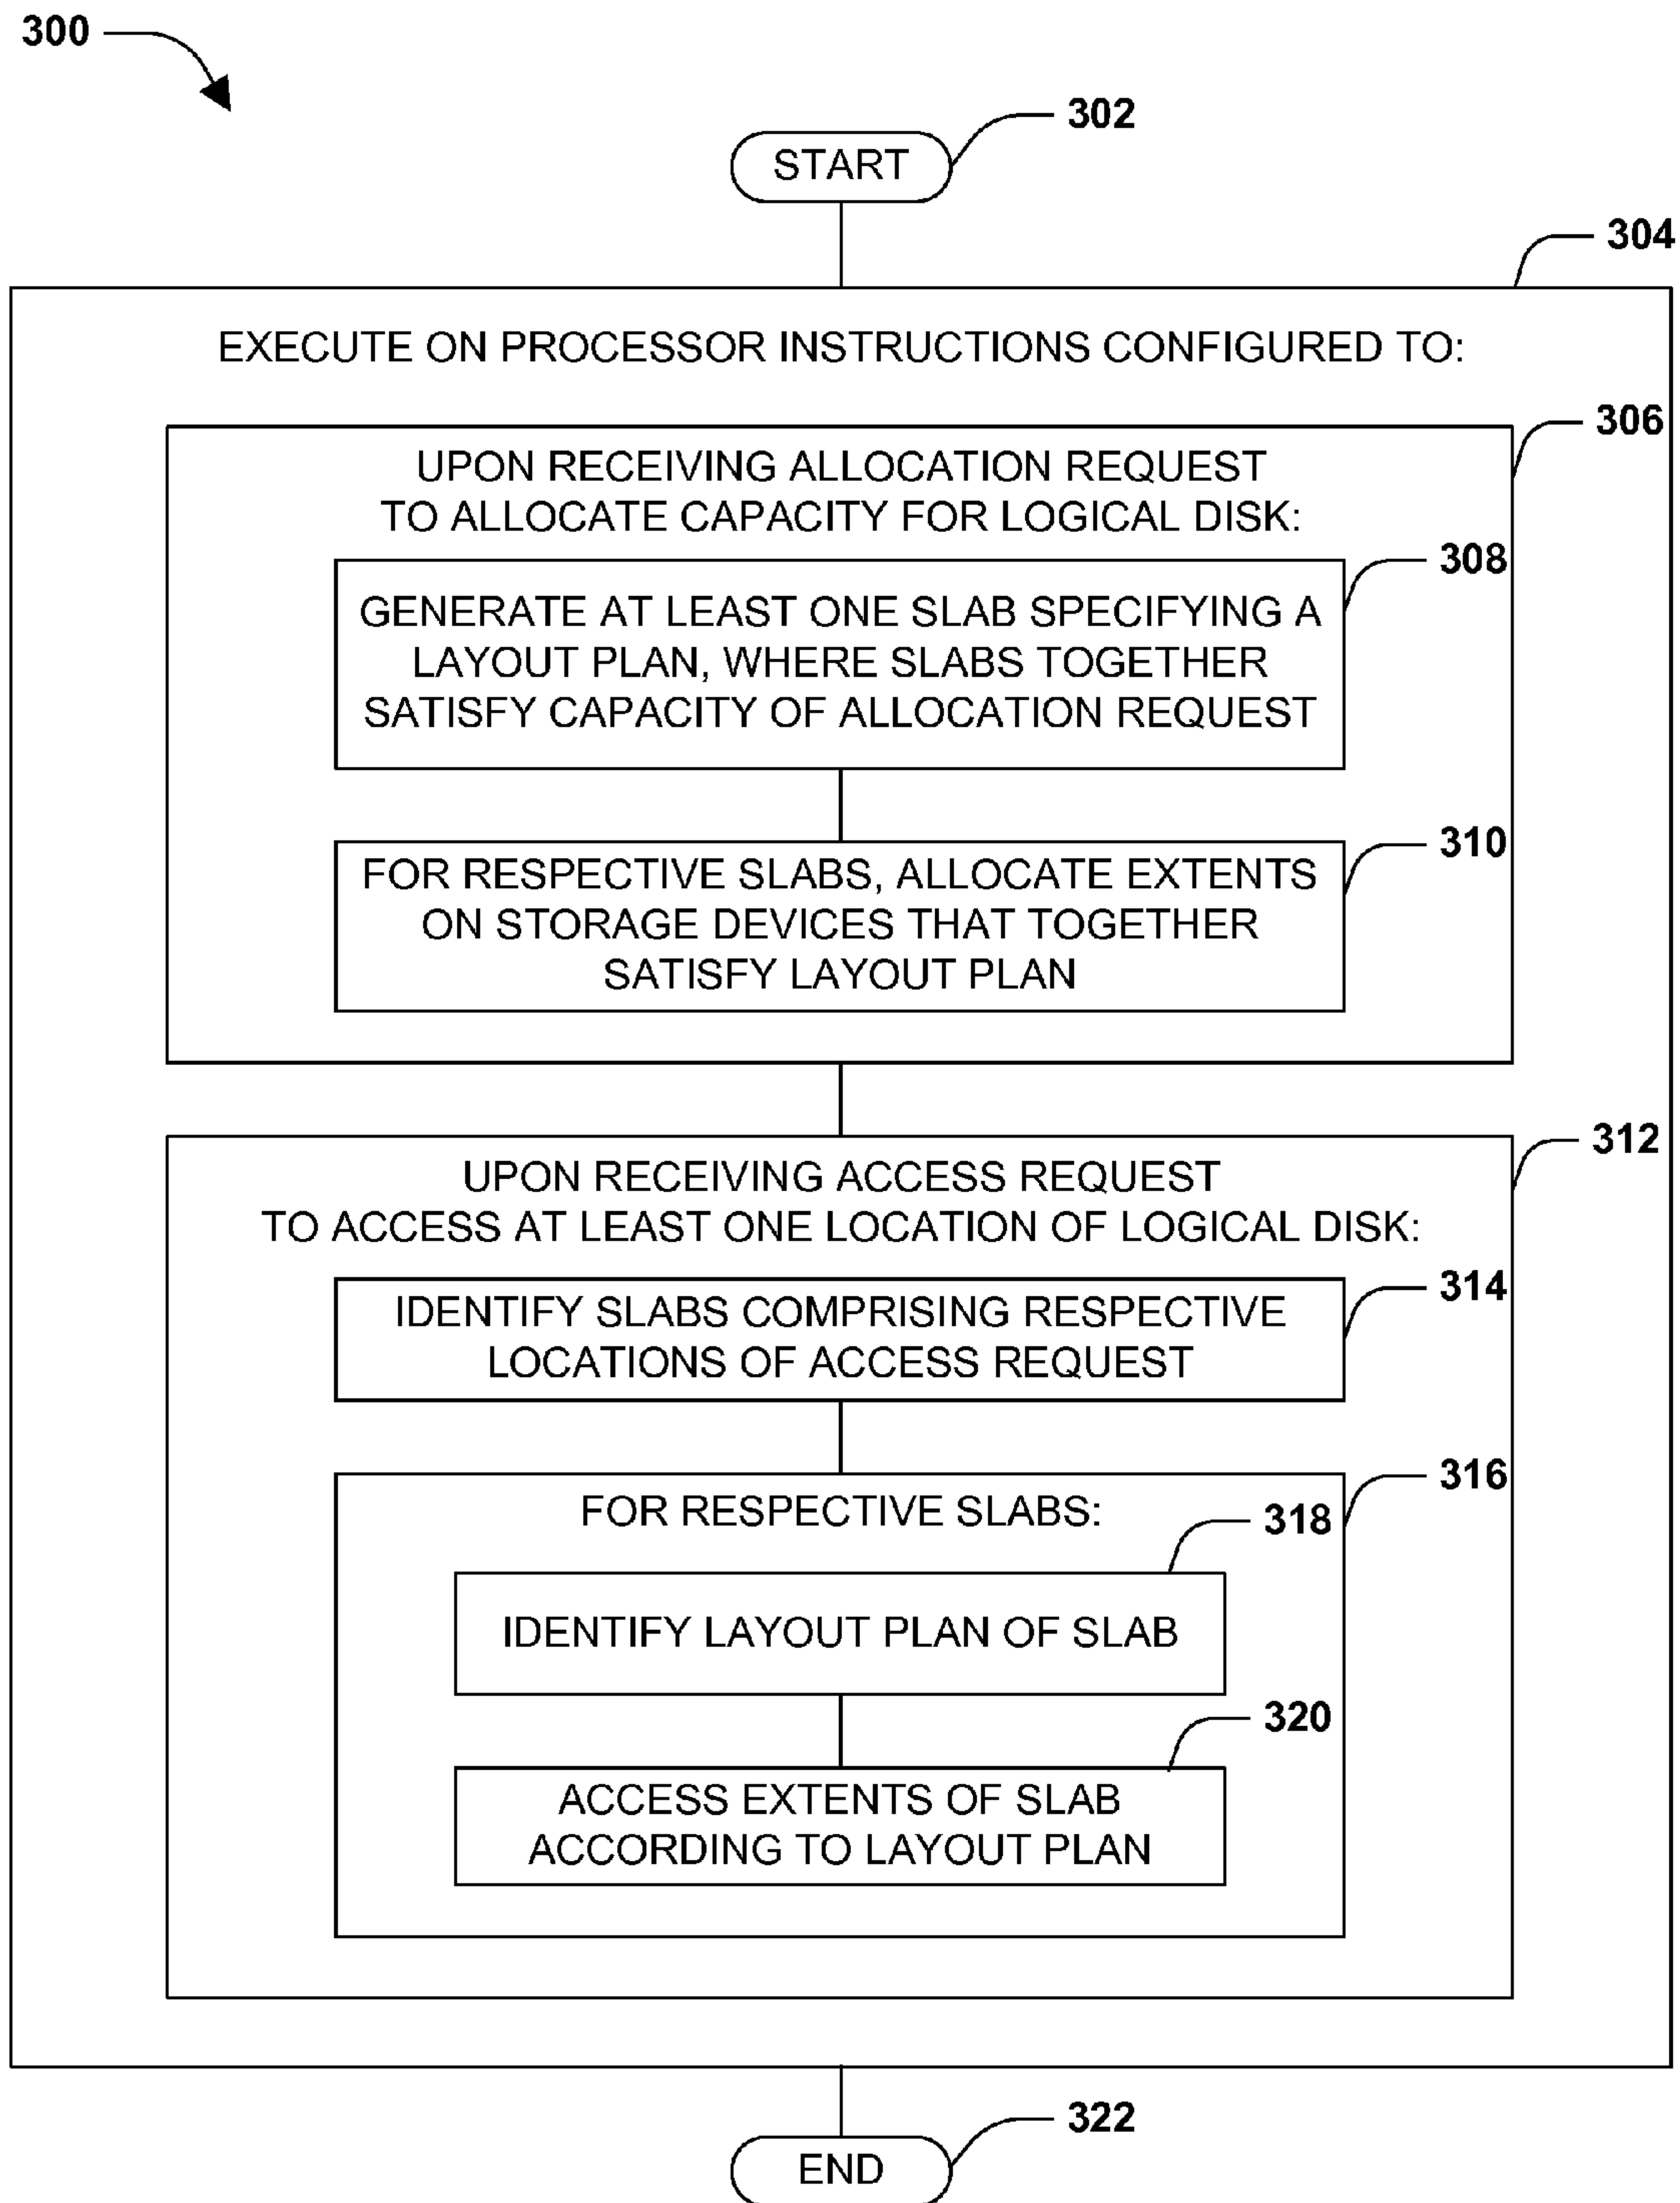 300
302
START
304
EXECUTE ON PROCESSOR INSTRUCTIONS CONFIGURED TO:
306
UPON RECEIVING ALLOCATION REQUEST
TO ALLOCATE CAPACITY FOR LOGICAL DISK:
308
GENERATE AT LEAST ONE SLAB SPECIFYING A
LAYOUT PLAN, WHERE SLABS TOGETHER
SATISFY CAPACITY OF ALLOCATION REQUEST
310
FOR RESPECTIVE SLABS, ALLOCATE EXTENTS
ON STORAGE DEVICES THAT TOGETHER
SATISFY LAYOUT PLAN
312
UPON RECEIVING ACCESS REQUEST
TO ACCESS AT LEAST ONE LOCATION OF LOGICAL DISK:
314
IDENTIFY SLABS COMPRISING RESPECTIVE
LOCATIONS OF ACCESS REQUEST
316
FOR RESPECTIVE SLABS:
318
IDENTIFY LAYOUT PLAN OF SLAB
320
ACCESS EXTENTS OF SLAB
ACCORDING TO LAYOUT PLAN
322
END